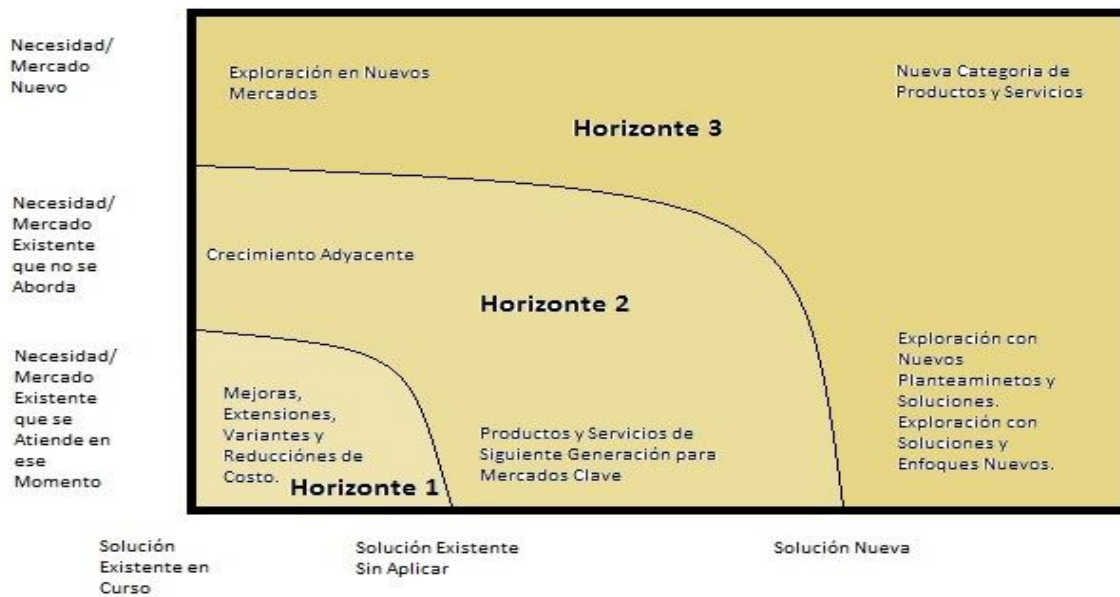 Necesidad/
Mercado
Nuevo
Exploración en Nuevos
Mercados
Nueva Categoria de
Productos y Servicios
Horizonte 3
Necesidad/
Mercado
Existente
que no se
Aborda
Crecimiento Adyacente
Horizonte 2
Necesidad/
Mercado
Existente
que se
Atiende en
ese
Momento
Mejoras,
Extensiones,
Variantes y
Reducciónes de
Costo.
Horizonte 1
Productos y Servicios de
Siguiente Generación para
Mercados Clave
Exploración con
Nuevos
Planteaminetos y
Soluciones.
Exploración con
Soluciones y
Enfoques Nuevos.
Solución
Existente en
Curso
Solución Existente
Sin Aplicar
Solución Nueva